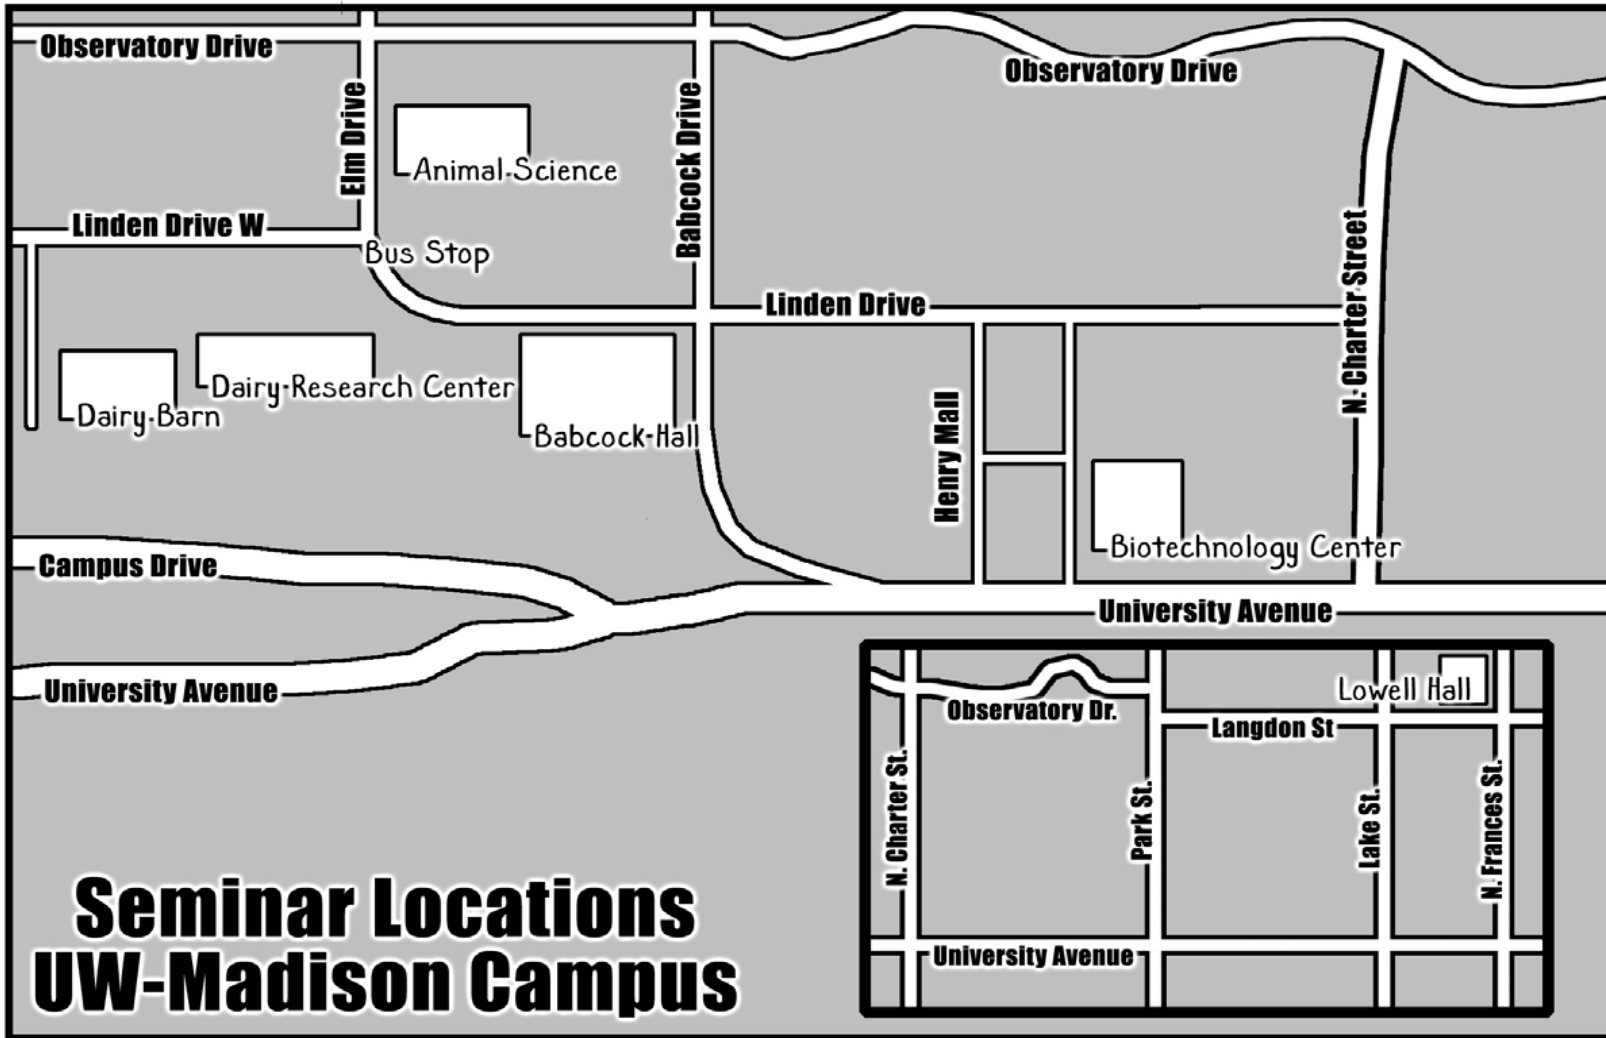 Observatory Drive
Observatory Drive
Elm Drive
Babcock Drive
Animal Science
Linden Drive W
Bus Stop
N. Charter Street
Linden Drive
Dairy Research Center
Dairy Barn
Babcock Hall
Henry Mall
Biotechnology Center
Campus Drive
University Avenue
University Avenue
Lowell Hall
Observatory Dr.
Langdon St
N. Charter St.
Park St.
Lake St.
N. Frances St.
University Avenue
Seminar Locations
UW-Madison Campus